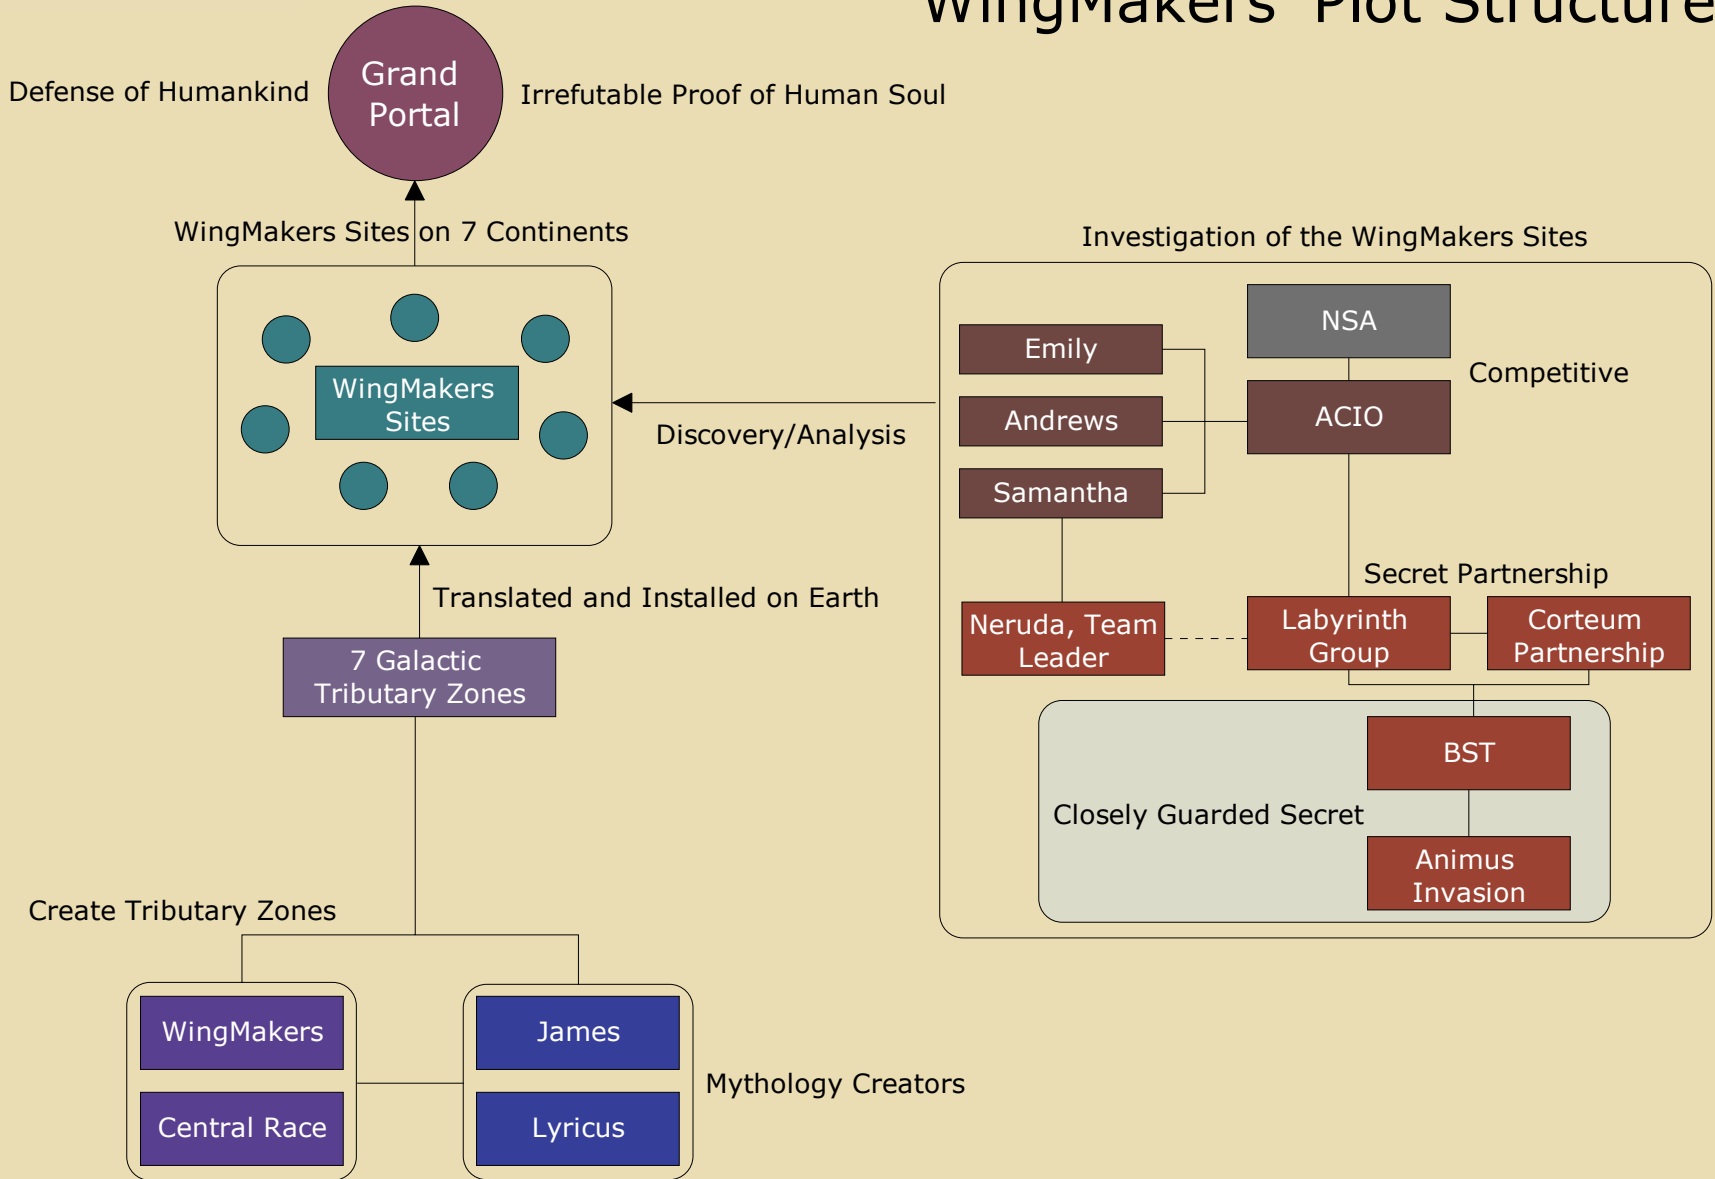 WingMakers Plot Structure
Grand
Portal
Defense of Humankind
Irrefutable Proof of Human Soul
WingMakers Sites on 7 Continents
WingMakers
Sites
Discovery/Analysis
Translated and Installed on Earth
7 Galactic
Tributary Zones
Create Tributary Zones
WingMakers
Central Race
James
Lyricus
Mythology Creators
Investigation of the WingMakers Sites
NSA
Competitive
Emily
Andrews
Samantha
ACIO
Secret Partnership
Neruda, Team
Leader
Labyrinth
Group
Corteum
Partnership
BST
Closely Guarded Secret
Animus
Invasion